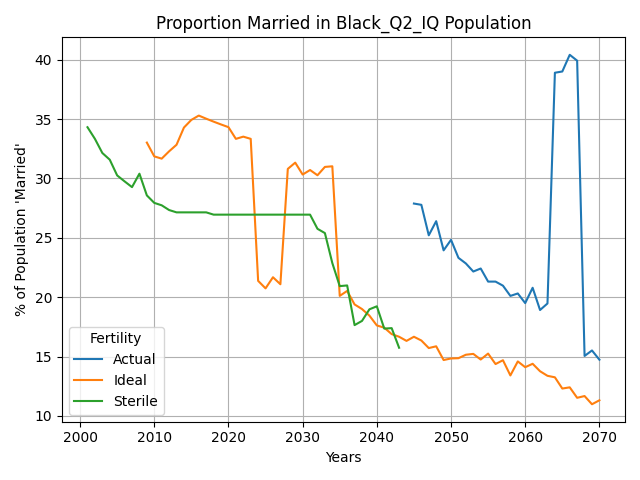 Proportion Married in Black_Q2_IQ Population
% of Population 'Married'
40
35
30
25
20
15
10
Fertility
Actual
Ideal
Sterile
2000 2010 2020 2030 2040 2050 2060 2070
Years